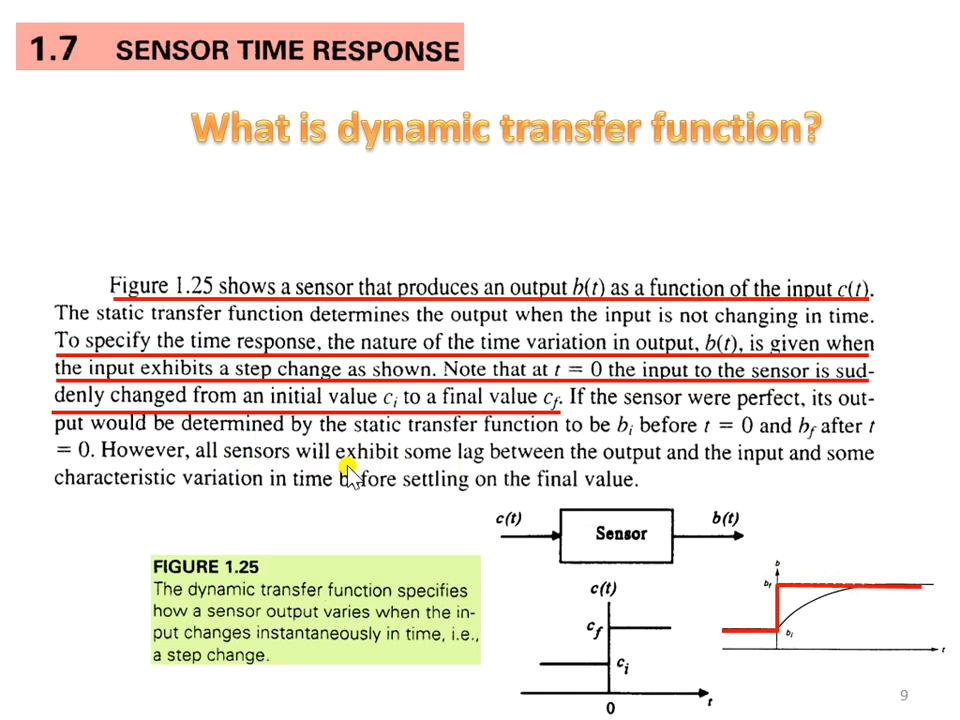 1.7 SENSOR TIME RESPONSE
What is dynamic transfer function?
Figure 1.25 shows a sensor that produces an output b(t) as a function of the input c(t).
The static transfer function determines the output when the input is not changing in time.
To specify the time response, the nature of the time variation in output, b(t), is given when
the input exhibits a step change as shown. Note that at t = 0 the input to the sensor is sud-
denly changed from an initial value ci to a final value cf. If the sensor were perfect, its out-
put would be determined by the static transfer function to be bi before t = 0 and bf after t
= 0. However, all sensors will exhibit some lag between the output and the input and some
characteristic variation in time before settling on the final value.
c(t)
Sensor
b(t)
FIGURE 1.25
The dynamic transfer function specifies
how a sensor output varies when the in-
put changes instantaneously in time, i.e.,
a step change.
c(t)
cf
ci
0
t
b
bf
bi
t
9